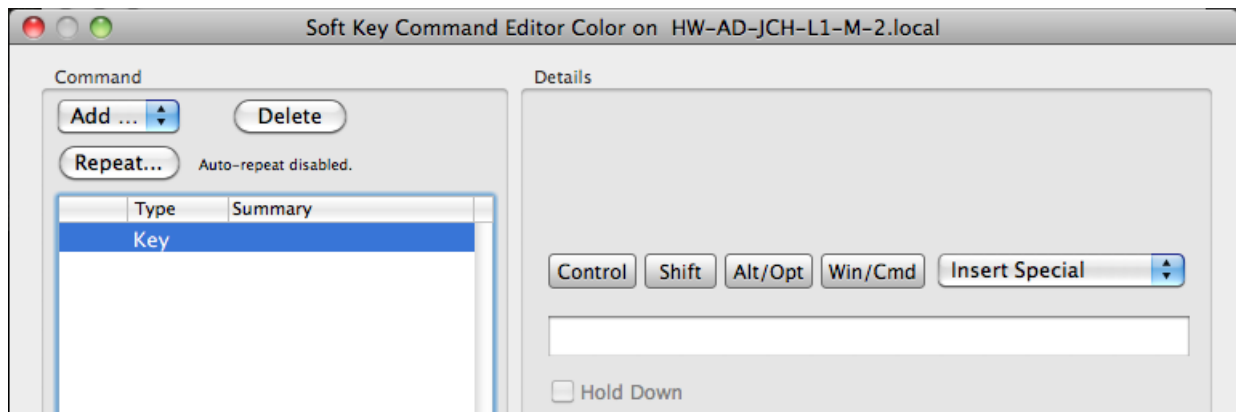 Soft Key Command Editor Color on HW-AD-JCH-L1-M-2.local
Command
Add ... Delete
Repeat... Auto-repeat disabled.
Type Summary
Key
Details
Control Shift Alt/Opt Win/Cmd Insert Special
Hold Down